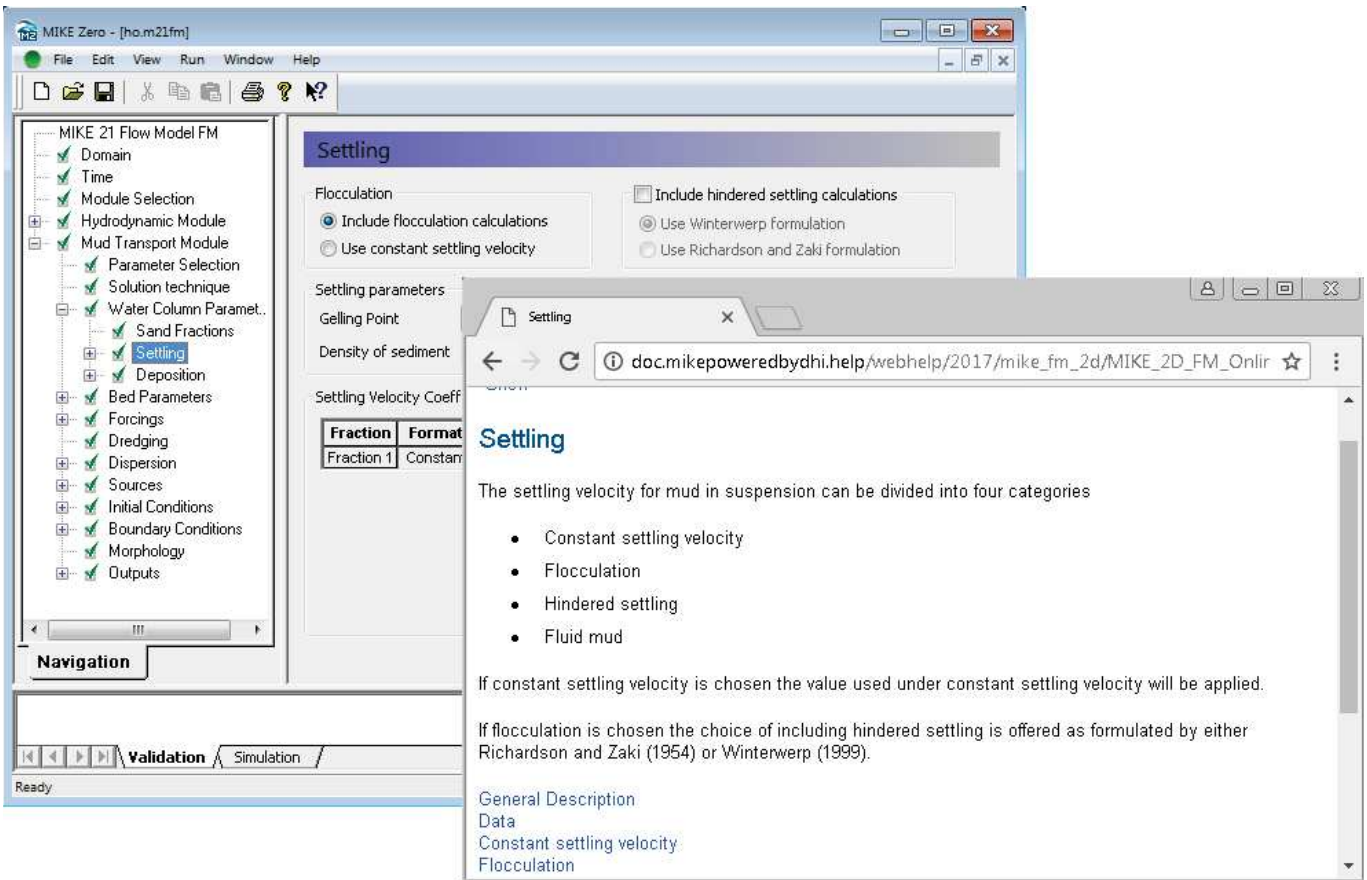 MIKE Zero - [ho.m21fm]
File Edit View Run Window Help
MIKE 21 Flow Model FM
Domain
Time
Module Selection
Hydrodynamic Module
Mud Transport Module
Parameter Selection
Solution technique
Water Column Paramet..
Sand Fractions
Settling
Deposition
Bed Parameters
Forcings
Dredging
Dispersion
Sources
Initial Conditions
Boundary Conditions
Morphology
Outputs
Navigation
Settling
Flocculation
Include flocculation calculations
Use constant settling velocity
Include hindered settling calculations
Use Winterwerp formulation
Use Richardson and Zaki formulation
Settling parameters
Gelling Point
Density of sediment
Settling Velocity Coeff
Fraction Format
Fraction 1 Constan
Validation Simulation
Ready
Settling
doc.mikepoweredbydhi.help/webhelp/2017/mike_fm_2d/MIKE_2D_FM_Onlir
Settling
The settling velocity for mud in suspension can be divided into four categories
• Constant settling velocity
• Flocculation
• Hindered settling
• Fluid mud
If constant settling velocity is chosen the value used under constant settling velocity will be applied.
If flocculation is chosen the choice of including hindered settling is offered as formulated by either
Richardson and Zaki (1954) or Winterwerp (1999).
General Description
Data
Constant settling velocity
Flocculation